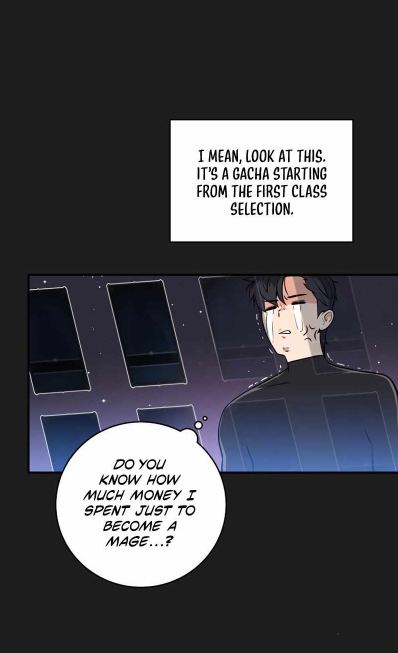 I MEAN, LOOK AT THIS.
IT'S A GACHA STARTING
FROM THE FIRST CLASS
SELECTION.
DO YOU
KNOW HOW
MUCH MONEY I
SPENT JUST TO
BECOME A
MAGE...?